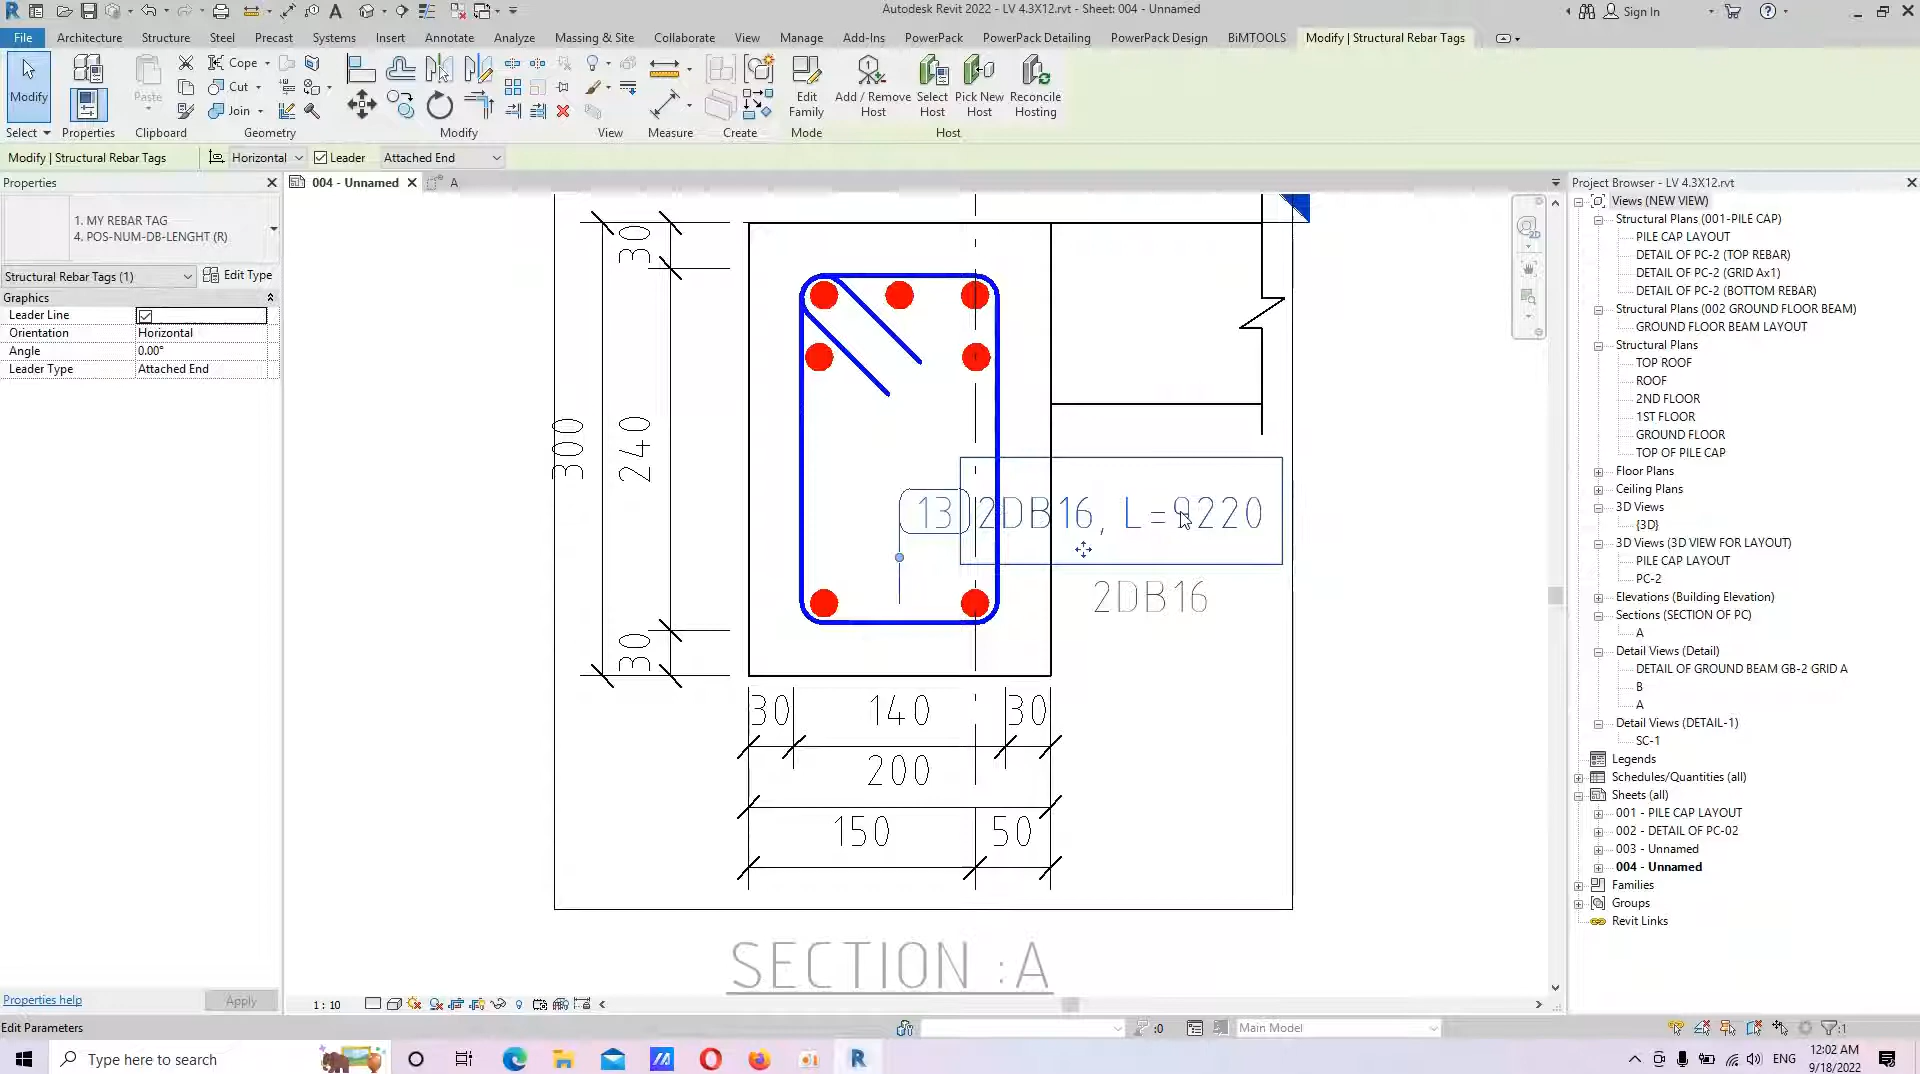 Autodesk Revit 2022 - LV 4.3X12.rvt - Sheet: 004 - Unnamed
Sign In
File Architecture Structure Steel Precast Systems Insert Annotate Analyze Massing & Site Collaborate View Manage Add-Ins PowerPack PowerPack Detailing PowerPack Design BiMTOOLS Modify | Structural Rebar Tags
Modify
Paste
Cope
Cut
Join
Edit Family
Add / Remove Host
Select Host
Pick New Host
Reconcile Hosting
Select Properties Clipboard Geometry Modify View Measure Create Mode Host
Modify | Structural Rebar Tags Horizontal Leader Attached End
Properties
1. MY REBAR TAG
4. POS-NUM-DB-LENGHT (R)
Structural Rebar Tags (1) Edit Type
Graphics
Leader Line
Orientation Horizontal
Angle 0.00°
Leader Type Attached End
Properties help Apply
004 - Unnamed
A
30
300
240
30
13 2DB16, L=9220
2DB16
30 140 30
200
150 50
SECTION :A
1 : 10
Project Browser - LV 4.3X12.rvt
Views (NEW VIEW)
Structural Plans (001-PILE CAP)
PILE CAP LAYOUT
DETAIL OF PC-2 (TOP REBAR)
DETAIL OF PC-2 (GRID Ax1)
DETAIL OF PC-2 (BOTTOM REBAR)
Structural Plans (002 GROUND FLOOR BEAM)
GROUND FLOOR BEAM LAYOUT
Structural Plans
TOP ROOF
ROOF
2ND FLOOR
1ST FLOOR
GROUND FLOOR
TOP OF PILE CAP
Floor Plans
Ceiling Plans
3D Views
{3D}
3D Views (3D VIEW FOR LAYOUT)
PILE CAP LAYOUT
PC-2
Elevations (Building Elevation)
Sections (SECTION OF PC)
A
Detail Views (Detail)
DETAIL OF GROUND BEAM GB-2 GRID A
B
A
Detail Views (DETAIL-1)
SC-1
Legends
Schedules/Quantities (all)
Sheets (all)
001 - PILE CAP LAYOUT
002 - DETAIL OF PC-02
003 - Unnamed
004 - Unnamed
Families
Groups
Revit Links
Edit Parameters
:0
Main Model
:1
Type here to search
ENG
12:02 AM
9/18/2022